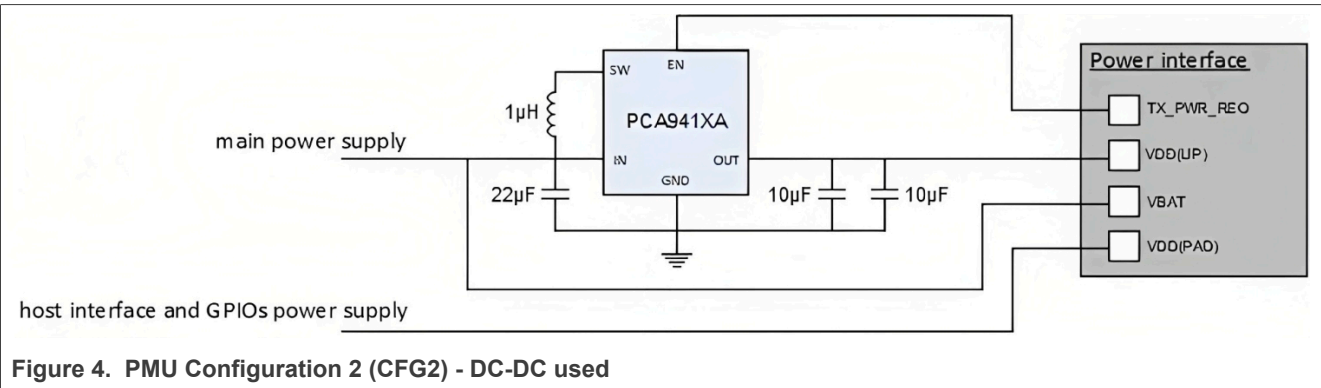 SW
EN
Power interface
1µH
PCA941XA
TX_PWR_REO
main power supply
IN
OUT
VDD(UP)
GND
22µF
10µF
10µF
VBAT
VDD(PAD)
host interface and GPIOs power supply
Figure 4. PMU Configuration 2 (CFG2) - DC-DC used